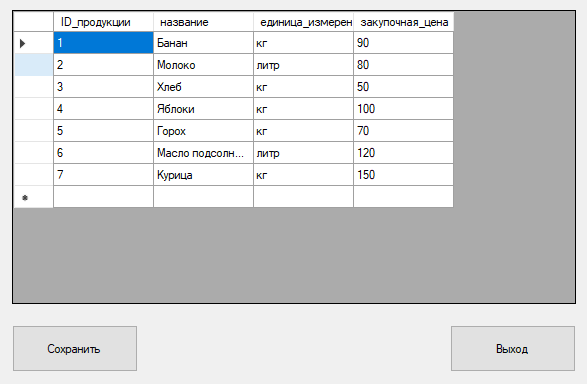 ID_продукции название единица_измерен закупочная_цена
1 Банан кг 90
2 Молоко литр 80
3 Хлеб кг 50
4 Яблоки кг 100
5 Горох кг 70
6 Масло подсолн... литр 120
7 Курица кг 150
Сохранить Выход